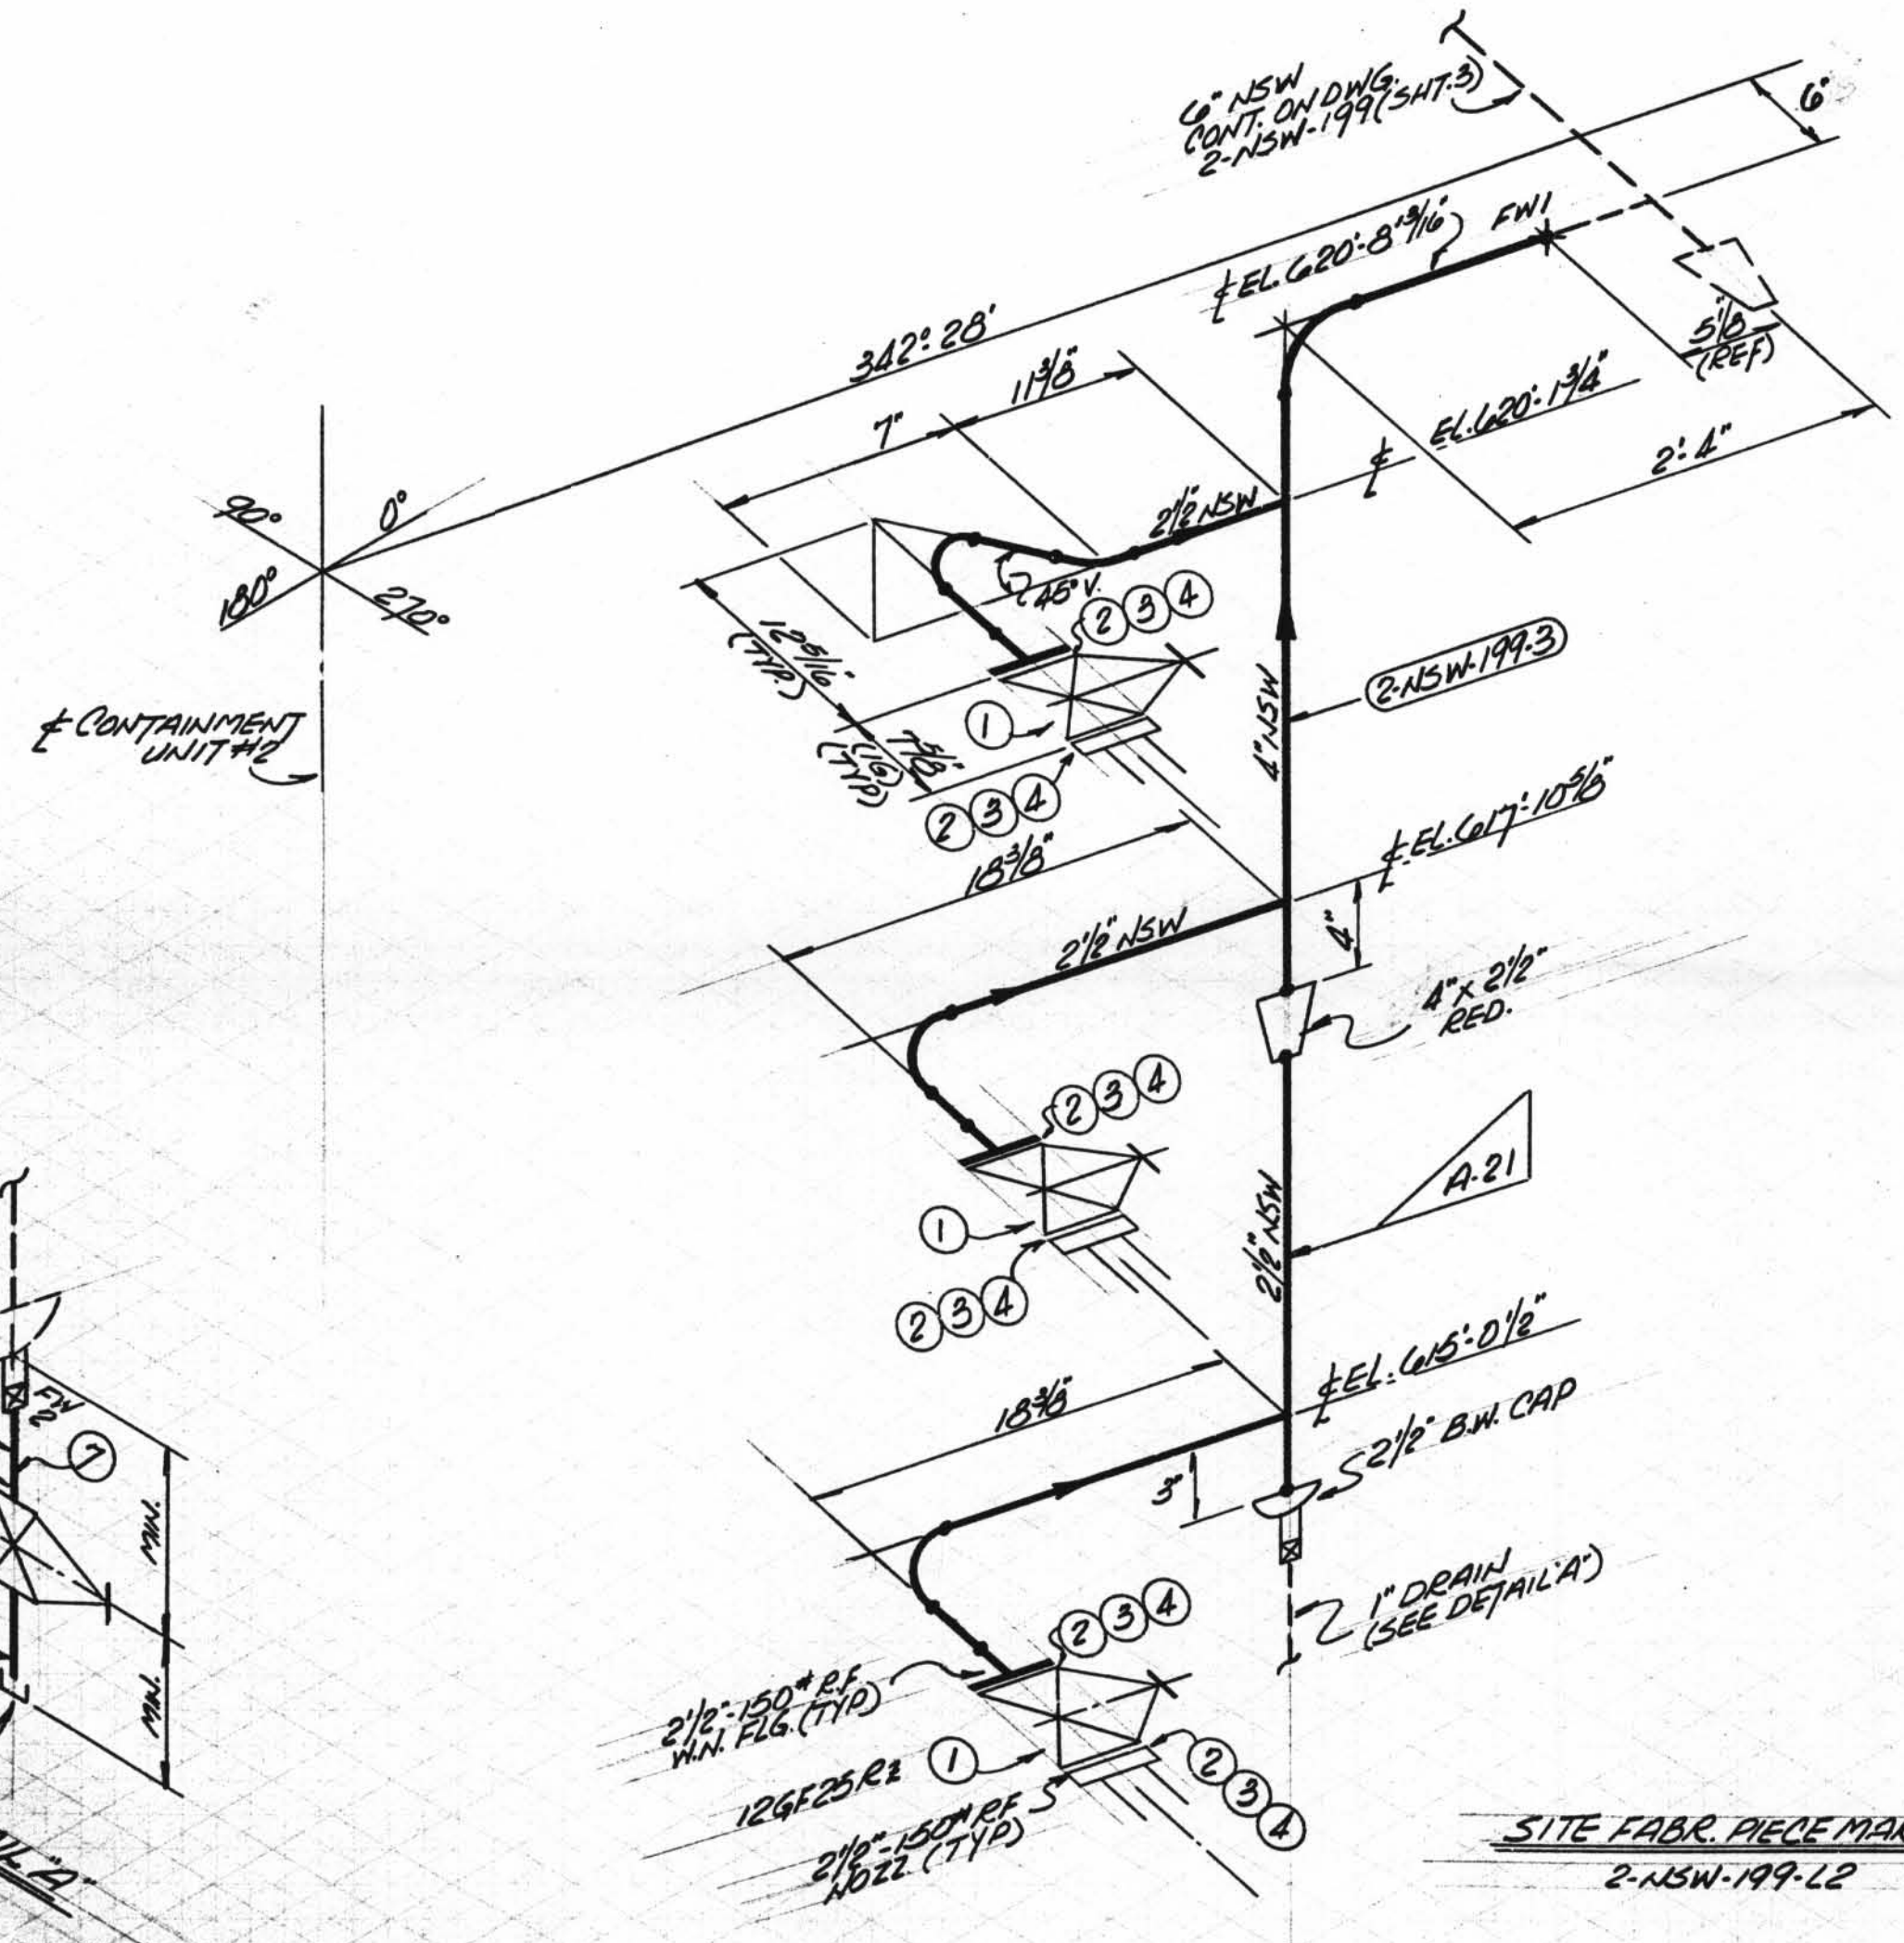 6" NSW
CONT. ON DWG.
2-NSW-199(SHT.3)
6"
FW1
℄ EL. 620'-8 13/16"
5 1/8
(REF)
342°-28'
11 3/8"
7"
℄ EL. 620'-1 3/4"
2'-4"
2 1/2" NSW
90°
0°
180°
270°
45° V.
2 3 4
12 5/16"
(TYP.)
1
7 5/8"
(TYP)
2 3 4
2-NSW-199-3
4" NSW
℄ CONTAINMENT
UNIT #2
18 3/8"
℄ EL. 617'-10 5/8"
2 1/2" NSW
4"
4" x 2 1/2"
RED.
2 3 4
1
2 3 4
A-21
2 1/2" NSW
℄ EL. 615'-0 1/2"
18 3/8"
2 1/2" B.W. CAP
3"
FW
2
7
MIN.
MIN.
1" DRAIN
(SEE DETAIL "A")
2 3 4
2 1/2"-150# R.F.
W.N. FLG. (TYP)
1
2 3 4
2 1/2"-150# RF
NOZZ. (TYP)
"A"
SITE FABR. PIECE MAR
2-NSW-199-L2